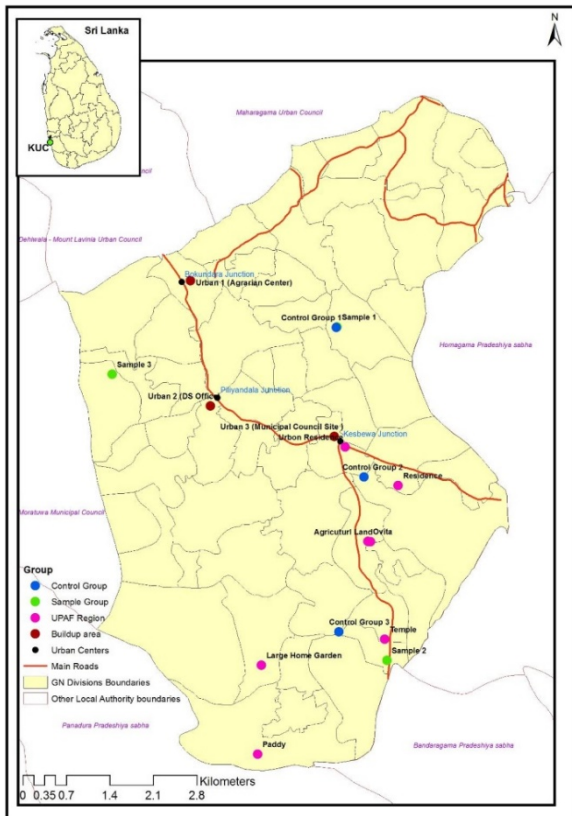 Sri Lanka
KUC
N
Maharagama Urban Council
Council
Dehiwala - Mount Lavinia Urban Council
Bokundara Junction
Urban 1 (Agrarian Center)
Control Group 1 Sample 1
Homagama Pradeshiya sabha
Sample 3
Piliyandala Junction
Urban 2 (DS Offic
Urban 3 (Municipal Council Site )
Urbon Reside
Kesbewa Junction
Control Group 2
Residence
Moratuwa Municipal Council
Agricuturl Land Ovita
Group
Control Group
Sample Group
UPAF Region
Buildup area
Urban Centers
Main Roads
GN Divisions Boundaries
Other Local Authority boundaries
Control Group 3
Temple
Sample 2
Large Home Garden
Panadura Pradeshiya sabha
Bandaragama Pradeshiya sabha
Paddy
Kilometers
0 0.35 0.7 1.4 2.1 2.8